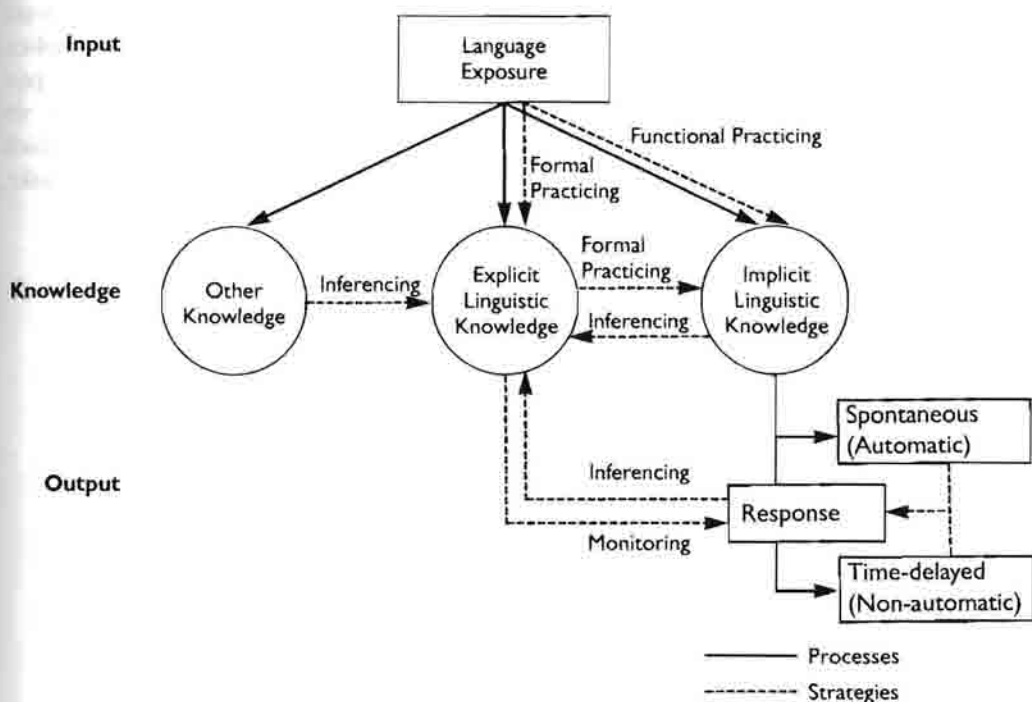 Input
Language
Exposure
Functional Practicing
Formal
Practicing
Knowledge
Other
Knowledge
Inferencing
Explicit
Linguistic
Knowledge
Formal
Practicing
Inferencing
Implicit
Linguistic
Knowledge
Output
Spontaneous
(Automatic)
Inferencing
Response
Monitoring
Time-delayed
(Non-automatic)
Processes
Strategies